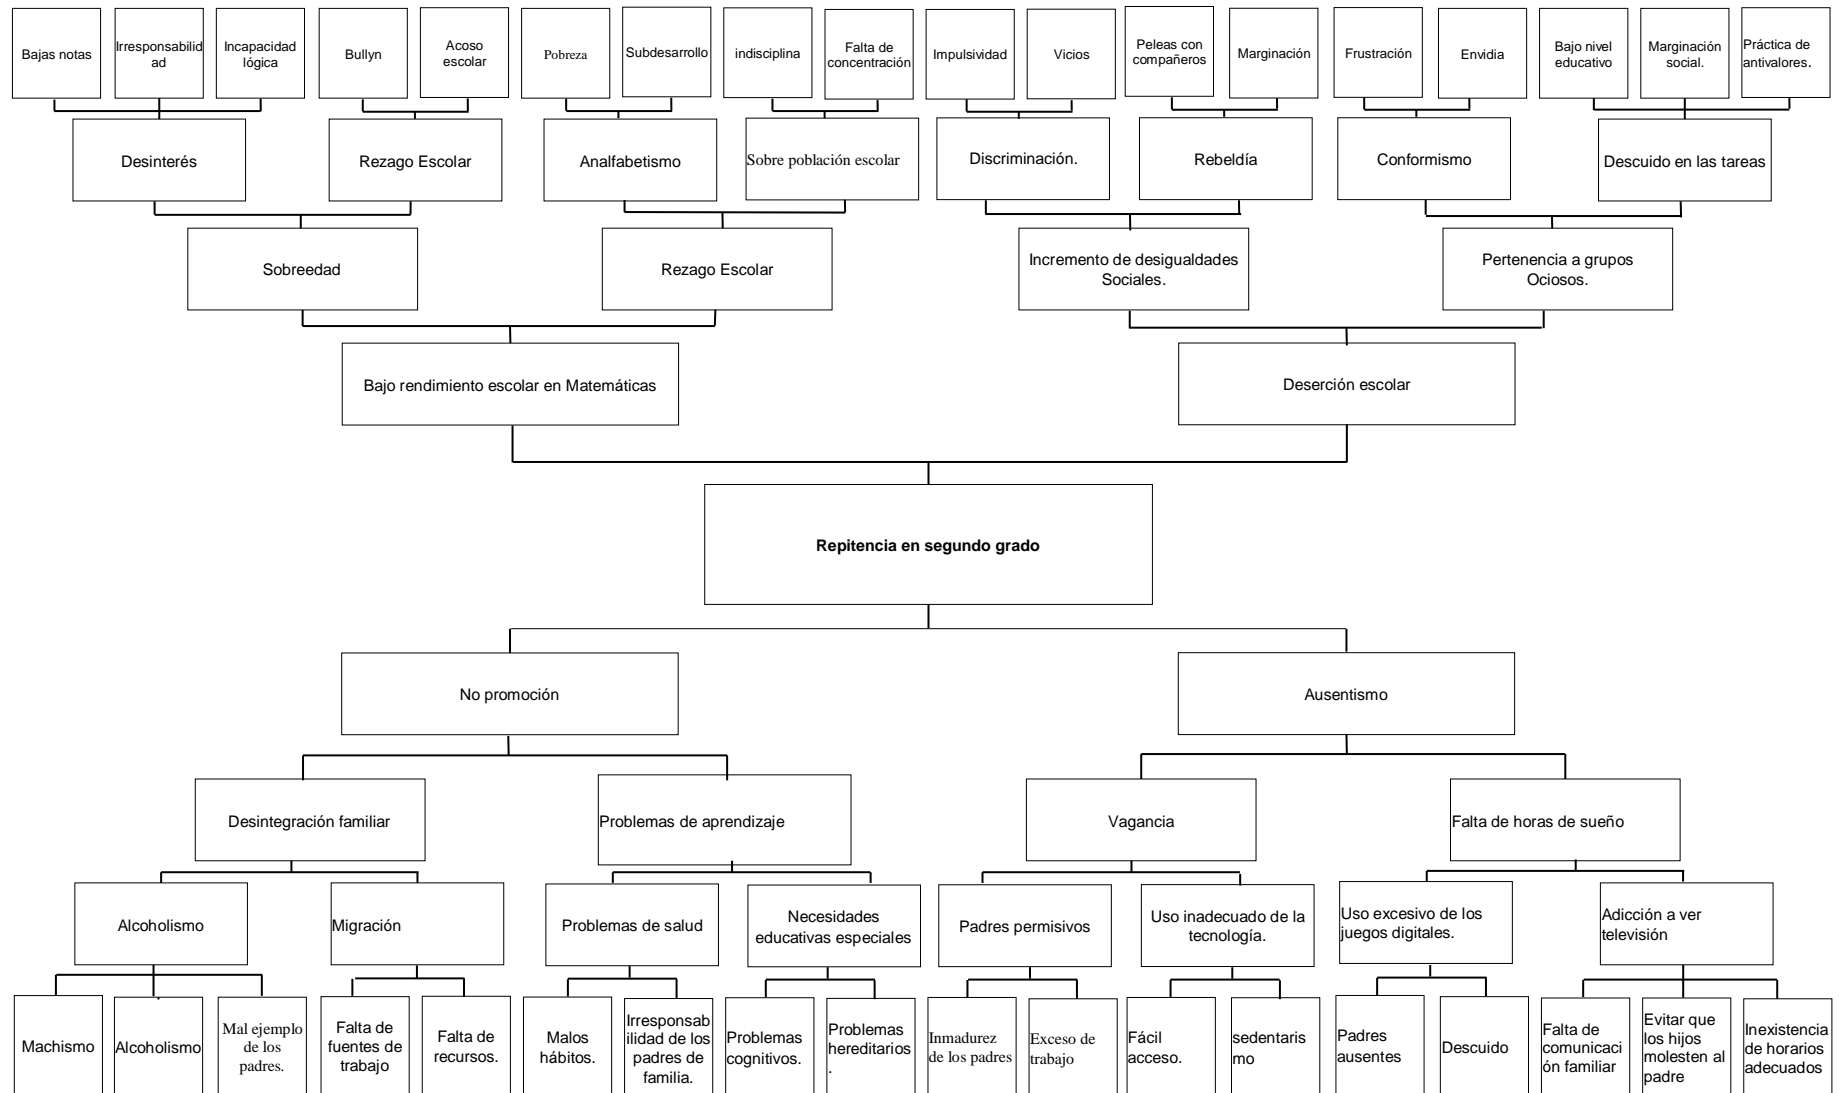 Bajas notas
Irresponsabilid
ad
Incapacidad
lógica
Bullyn
Acoso
escolar
Pobreza
Subdesarrollo
indisciplina
Falta de
concentración
Impulsividad
Vicios
Peleas con
compañeros
Marginación
Frustración
Envidia
Bajo nivel
educativo
Marginación
social.
Práctica de
antivalores.
Desinterés
Rezago Escolar
Analfabetismo
Sobre población escolar
Discriminación.
Rebeldía
Conformismo
Descuido en las tareas
Sobreedad
Rezago Escolar
Incremento de desigualdades
Sociales.
Pertenencia a grupos
Ociosos.
Bajo rendimiento escolar en Matemáticas
Deserción escolar
Repitencia en segundo grado
No promoción
Ausentismo
Desintegración familiar
Problemas de aprendizaje
Vagancia
Falta de horas de sueño
Alcoholismo
Migración
Problemas de salud
Necesidades
educativas especiales
Padres permisivos
Uso inadecuado de la
tecnología.
Uso excesivo de los
juegos digitales.
Adicción a ver
televisión
Machismo
Alcoholismo
Mal ejemplo
de los
padres.
Falta de
fuentes de
trabajo
Falta de
recursos.
Malos
hábitos.
Irresponsab
ilidad de los
padres de
familia.
Problemas
cognitivos.
Problemas
hereditarios
.
Inmadurez
de los padres
Exceso de
trabajo
Fácil
acceso.
sedentaris
mo
Padres
ausentes
Descuido
Falta de
comunicaci
ón familiar
Evitar que
los hijos
molesten al
padre
Inexistencia
de horarios
adecuados